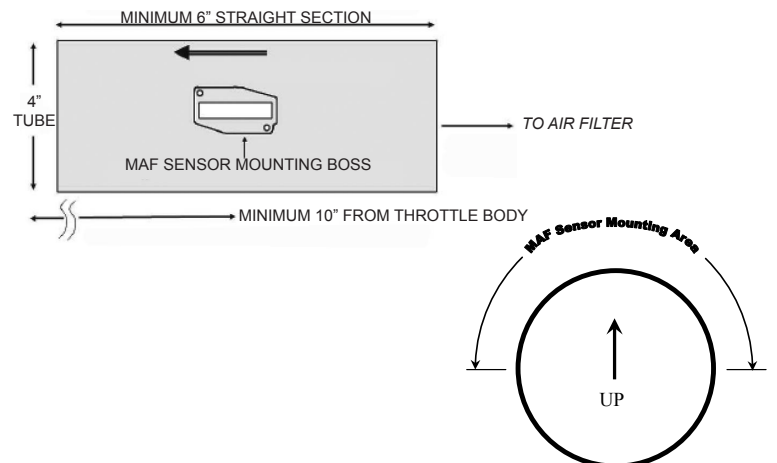 MINIMUM 6” STRAIGHT SECTION
4”
TUBE
TO AIR FILTER
MAF SENSOR MOUNTING BOSS
MINIMUM 10” FROM THROTTLE BODY
MAF Sensor Mounting Area
UP